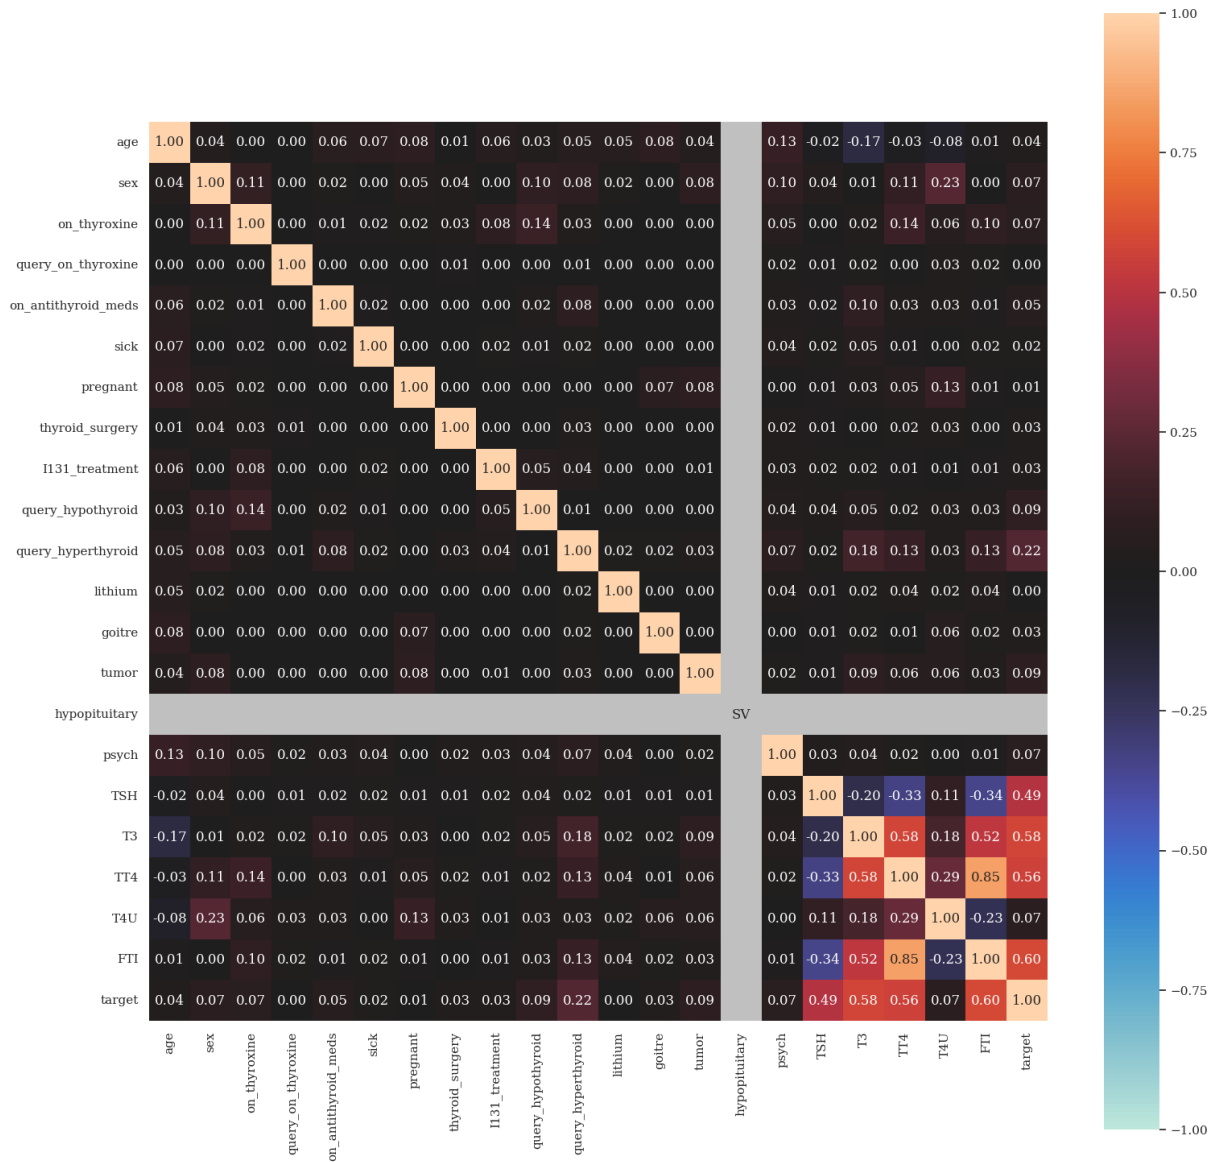 1.00
0.75
0.50
0.25
0.00
−0.25
−0.50
−0.75
−1.00
age 1.00 0.04 0.00 0.00 0.06 0.07 0.08 0.01 0.06 0.03 0.05 0.05 0.08 0.04 0.13 -0.02 -0.17 -0.03 -0.08 0.01 0.04
sex 0.04 1.00 0.11 0.00 0.02 0.00 0.05 0.04 0.00 0.10 0.08 0.02 0.00 0.08 0.10 0.04 0.01 0.11 0.23 0.00 0.07
on_thyroxine 0.00 0.11 1.00 0.00 0.01 0.02 0.02 0.03 0.08 0.14 0.03 0.00 0.00 0.00 0.05 0.00 0.02 0.14 0.06 0.10 0.07
query_on_thyroxine 0.00 0.00 0.00 1.00 0.00 0.00 0.00 0.01 0.00 0.00 0.01 0.00 0.00 0.00 0.02 0.01 0.02 0.00 0.03 0.02 0.00
on_antithyroid_meds 0.06 0.02 0.01 0.00 1.00 0.02 0.00 0.00 0.00 0.02 0.08 0.00 0.00 0.00 0.03 0.02 0.10 0.03 0.03 0.01 0.05
sick 0.07 0.00 0.02 0.00 0.02 1.00 0.00 0.00 0.02 0.01 0.02 0.00 0.00 0.00 0.04 0.02 0.05 0.01 0.00 0.02 0.02
pregnant 0.08 0.05 0.02 0.00 0.00 0.00 1.00 0.00 0.00 0.00 0.00 0.00 0.07 0.08 0.00 0.01 0.03 0.05 0.13 0.01 0.01
thyroid_surgery 0.01 0.04 0.03 0.01 0.00 0.00 0.00 1.00 0.00 0.00 0.03 0.00 0.00 0.00 0.02 0.01 0.00 0.02 0.03 0.00 0.03
I131_treatment 0.06 0.00 0.08 0.00 0.00 0.02 0.00 0.00 1.00 0.05 0.04 0.00 0.00 0.01 0.03 0.02 0.02 0.01 0.01 0.01 0.03
query_hypothyroid 0.03 0.10 0.14 0.00 0.02 0.01 0.00 0.00 0.05 1.00 0.01 0.00 0.00 0.00 0.04 0.04 0.05 0.02 0.03 0.03 0.09
query_hyperthyroid 0.05 0.08 0.03 0.01 0.08 0.02 0.00 0.03 0.04 0.01 1.00 0.02 0.02 0.03 0.07 0.02 0.18 0.13 0.03 0.13 0.22
lithium 0.05 0.02 0.00 0.00 0.00 0.00 0.00 0.00 0.00 0.00 0.02 1.00 0.00 0.00 0.04 0.01 0.02 0.04 0.02 0.04 0.00
goitre 0.08 0.00 0.00 0.00 0.00 0.00 0.07 0.00 0.00 0.00 0.02 0.00 1.00 0.00 0.00 0.01 0.02 0.01 0.06 0.02 0.03
tumor 0.04 0.08 0.00 0.00 0.00 0.00 0.08 0.00 0.01 0.00 0.03 0.00 0.00 1.00 0.02 0.01 0.09 0.06 0.06 0.03 0.09
hypopituitary SV
psych 0.13 0.10 0.05 0.02 0.03 0.04 0.00 0.02 0.03 0.04 0.07 0.04 0.00 0.02 1.00 0.03 0.04 0.02 0.00 0.01 0.07
TSH -0.02 0.04 0.00 0.01 0.02 0.02 0.01 0.01 0.02 0.04 0.02 0.01 0.01 0.01 0.03 1.00 -0.20 -0.33 0.11 -0.34 0.49
T3 -0.17 0.01 0.02 0.02 0.10 0.05 0.03 0.00 0.02 0.05 0.18 0.02 0.02 0.09 0.04 -0.20 1.00 0.58 0.18 0.52 0.58
TT4 -0.03 0.11 0.14 0.00 0.03 0.01 0.05 0.02 0.01 0.02 0.13 0.04 0.01 0.06 0.02 -0.33 0.58 1.00 0.29 0.85 0.56
T4U -0.08 0.23 0.06 0.03 0.03 0.00 0.13 0.03 0.01 0.03 0.03 0.02 0.06 0.06 0.00 0.11 0.18 0.29 1.00 -0.23 0.07
FTI 0.01 0.00 0.10 0.02 0.01 0.02 0.01 0.00 0.01 0.03 0.13 0.04 0.02 0.03 0.01 -0.34 0.52 0.85 -0.23 1.00 0.60
target 0.04 0.07 0.07 0.00 0.05 0.02 0.01 0.03 0.03 0.09 0.22 0.00 0.03 0.09 0.07 0.49 0.58 0.56 0.07 0.60 1.00
age
sex
on_thyroxine
query_on_thyroxine
on_antithyroid_meds
sick
pregnant
thyroid_surgery
I131_treatment
query_hypothyroid
query_hyperthyroid
lithium
goitre
tumor
hypopituitary
psych
TSH
T3
TT4
T4U
FTI
target